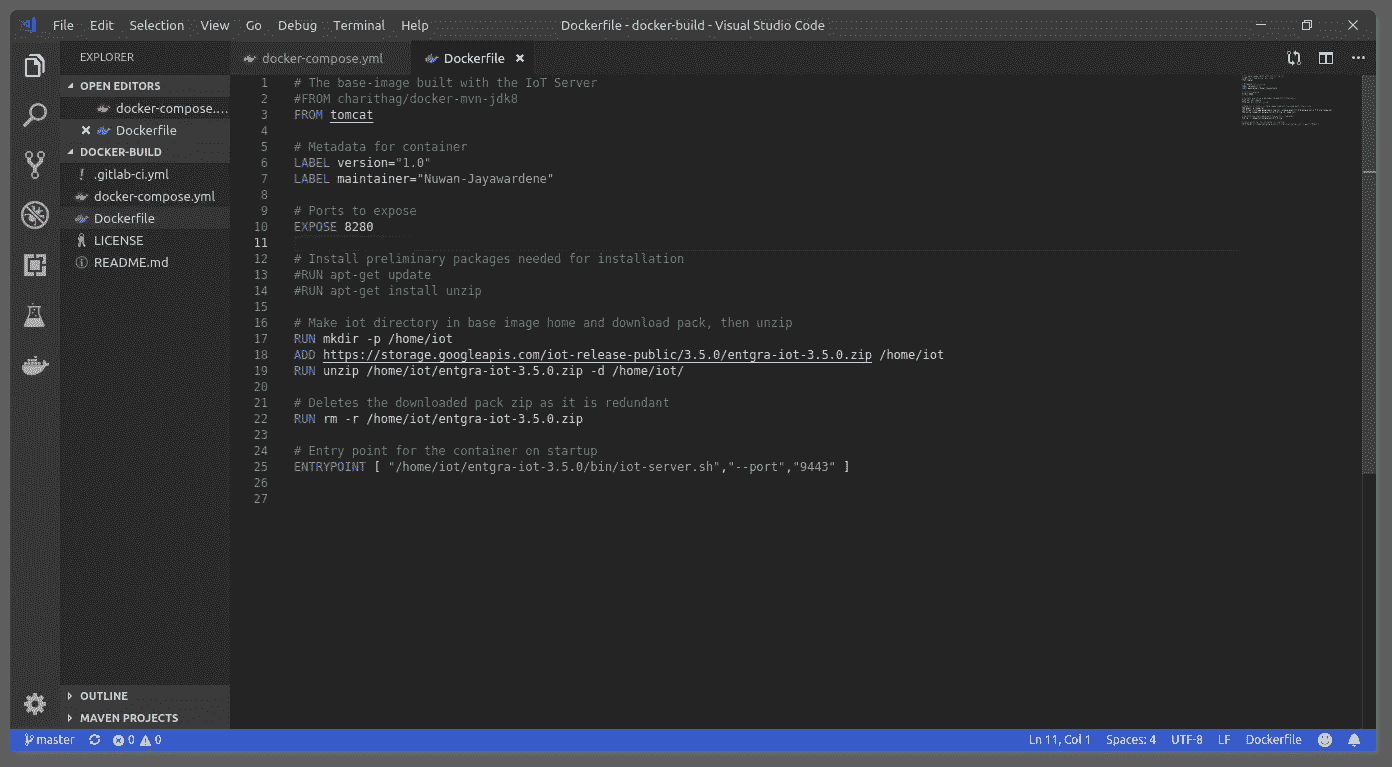 File Edit Selection View Go Debug Terminal Help
Dockerfile - docker-build - Visual Studio Code
EXPLORER
OPEN EDITORS
docker-compose....
Dockerfile
DOCKER-BUILD
.gitlab-ci.yml
docker-compose.yml
Dockerfile
LICENSE
README.md
OUTLINE
MAVEN PROJECTS
docker-compose.yml Dockerfile
1 # The base-image built with the IoT Server
2 #FROM charithag/docker-mvn-jdk8
3 FROM tomcat
4
5 # Metadata for container
6 LABEL version="1.0"
7 LABEL maintainer="Nuwan-Jayawardene"
8
9 # Ports to expose
10 EXPOSE 8280
11
12 # Install preliminary packages needed for installation
13 #RUN apt-get update
14 #RUN apt-get install unzip
15
16 # Make iot directory in base image home and download pack, then unzip
17 RUN mkdir -p /home/iot
18 ADD https://storage.googleapis.com/iot-release-public/3.5.0/entgra-iot-3.5.0.zip /home/iot
19 RUN unzip /home/iot/entgra-iot-3.5.0.zip -d /home/iot/
20
21 # Deletes the downloaded pack zip as it is redundant
22 RUN rm -r /home/iot/entgra-iot-3.5.0.zip
23
24 # Entry point for the container on startup
25 ENTRYPOINT [ "/home/iot/entgra-iot-3.5.0/bin/iot-server.sh","--port","9443" ]
26
27
master 0 0 Ln 11, Col 1 Spaces: 4 UTF-8 LF Dockerfile